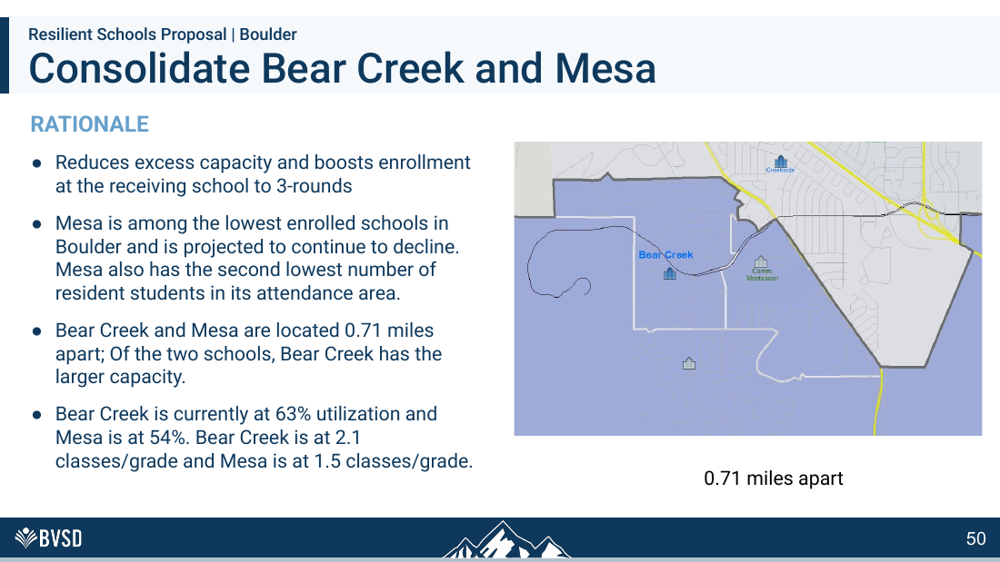 Resilient Schools Proposal | Boulder
Consolidate Bear Creek and Mesa
RATIONALE
● Reduces excess capacity and boosts enrollment
at the receiving school to 3-rounds
● Mesa is among the lowest enrolled schools in
Boulder and is projected to continue to decline.
Mesa also has the second lowest number of
resident students in its attendance area.
● Bear Creek and Mesa are located 0.71 miles
apart; Of the two schools, Bear Creek has the
larger capacity.
● Bear Creek is currently at 63% utilization and
Mesa is at 54%. Bear Creek is at 2.1
classes/grade and Mesa is at 1.5 classes/grade.
Creekside
Bear Creek
Comm.
Montessori
0.71 miles apart
BVSD
50